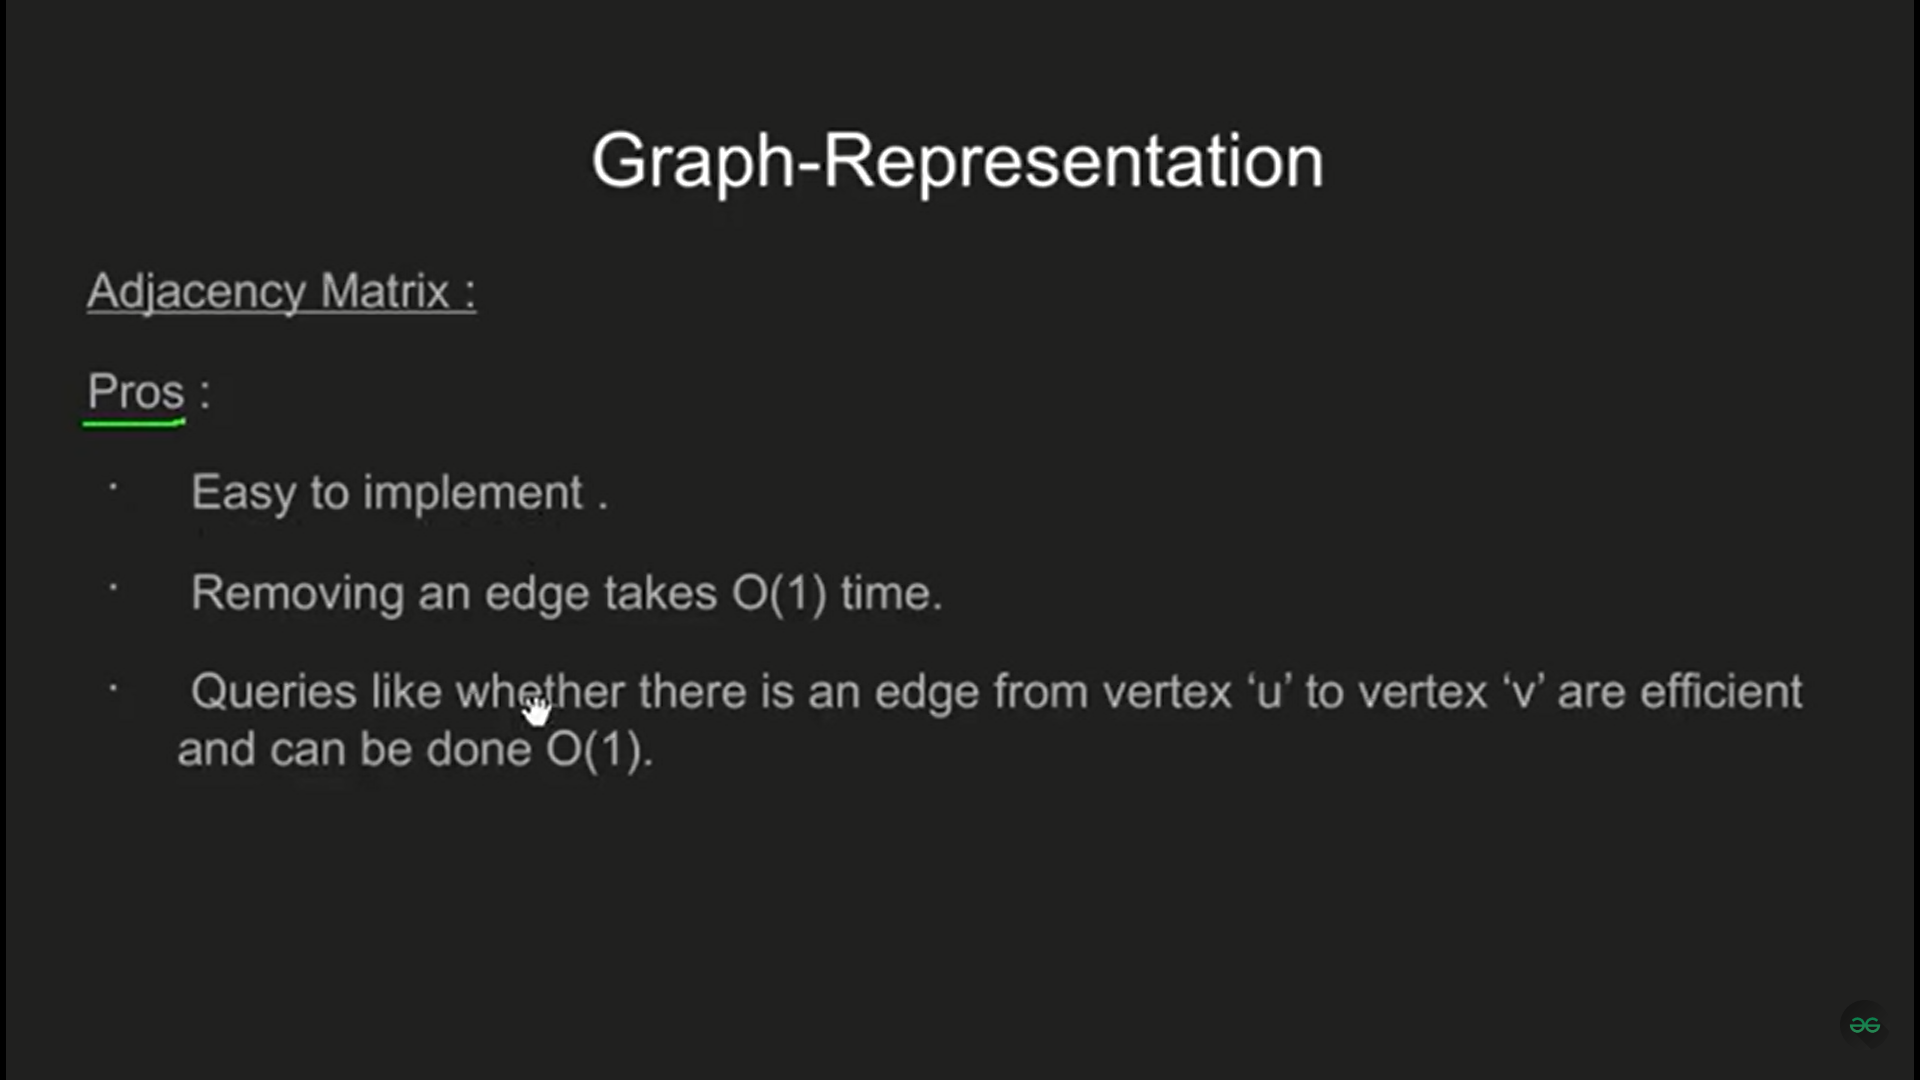 Graph-Representation
Adjacency Matrix :
Pros :
· Easy to implement .
· Removing an edge takes O(1) time.
· Queries like whether there is an edge from vertex ‘u’ to vertex ‘v’ are efficient
and can be done O(1).